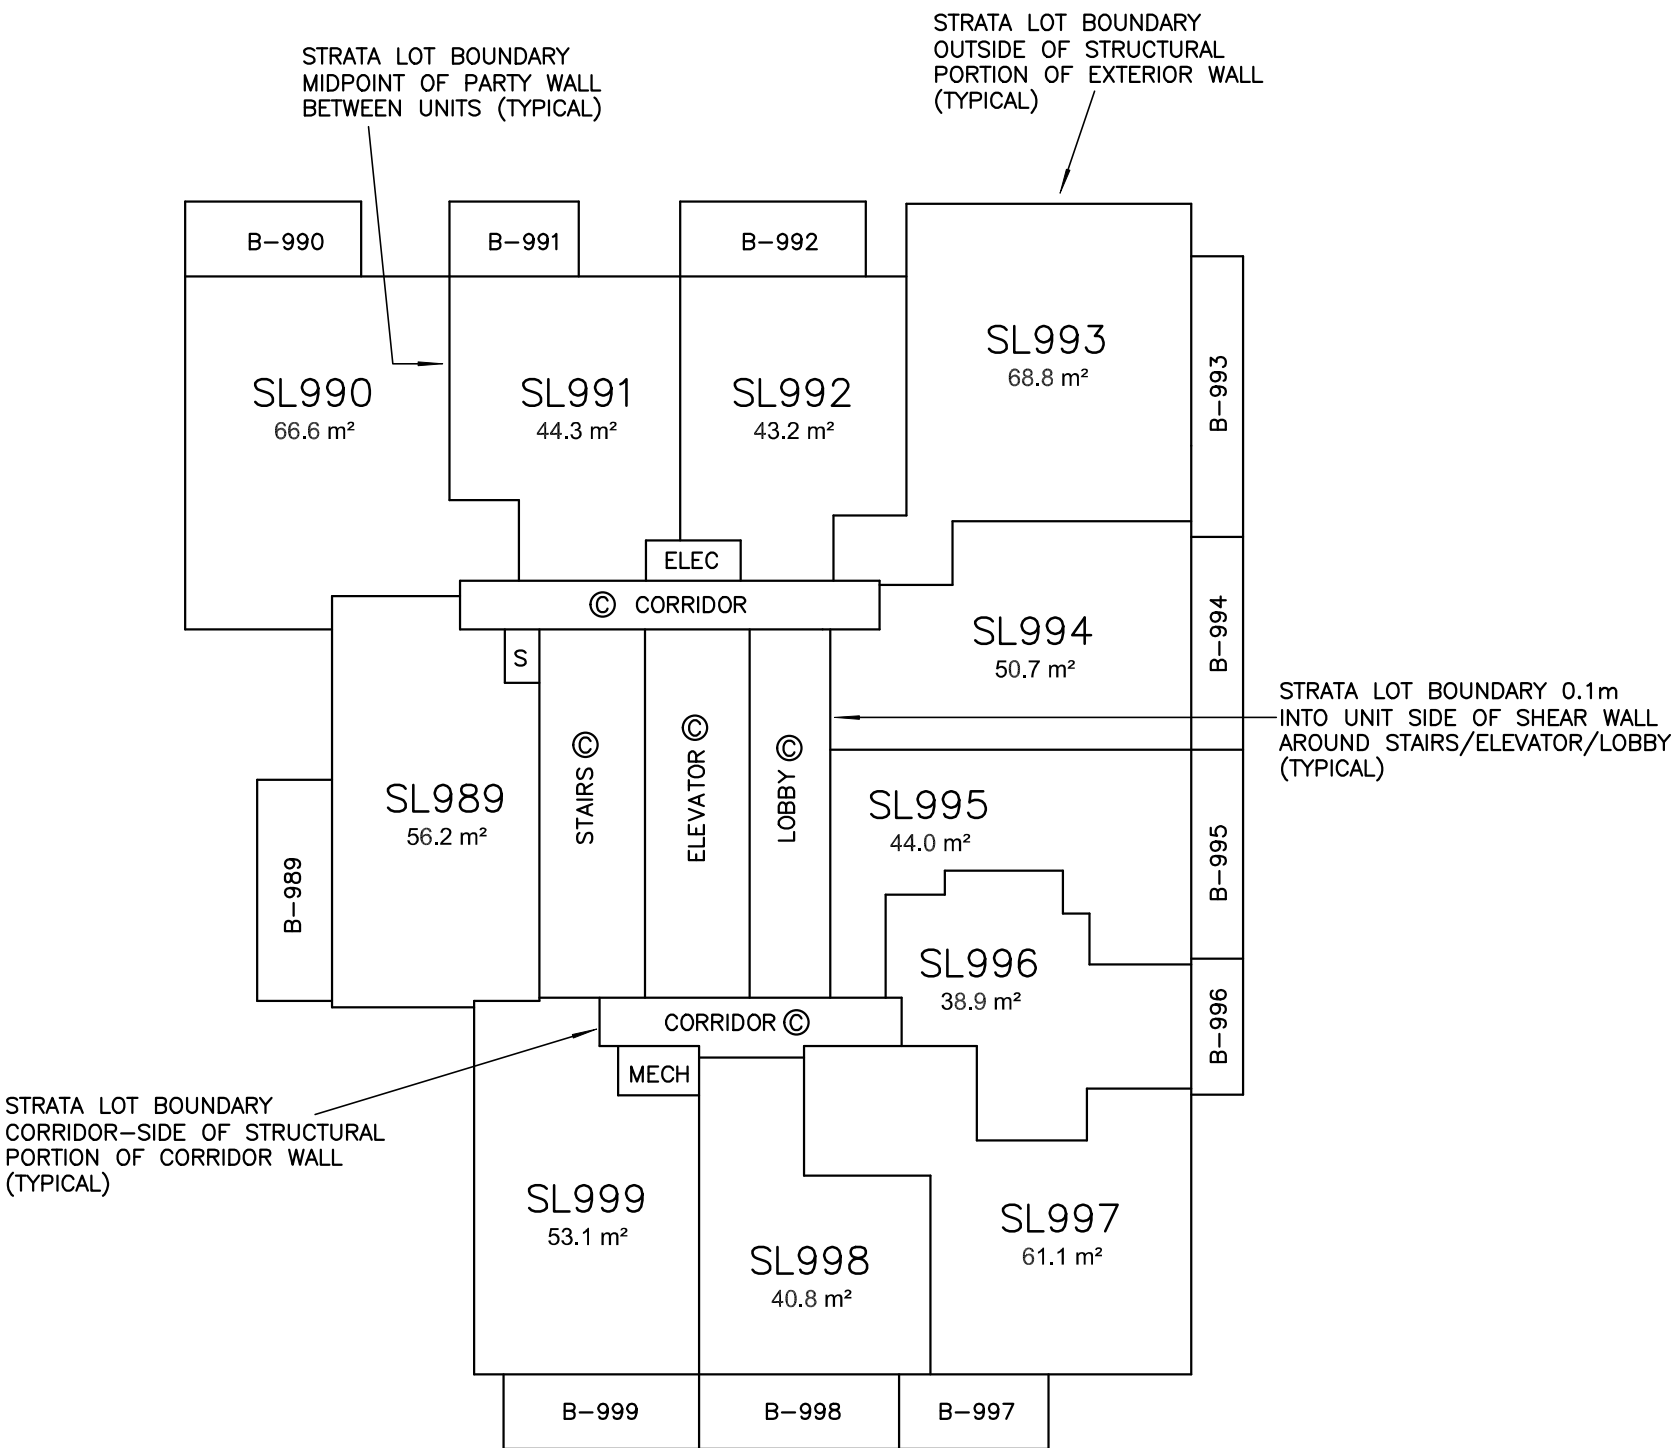 STRATA LOT BOUNDARY
OUTSIDE OF STRUCTURAL
PORTION OF EXTERIOR WALL
(TYPICAL)
STRATA LOT BOUNDARY
MIDPOINT OF PARTY WALL
BETWEEN UNITS (TYPICAL)
B-990
B-991
B-992
SL993
68.8 m²
B-993
SL990
66.6 m²
SL991
44.3 m²
SL992
43.2 m²
ELEC
© CORRIDOR
SL994
50.7 m²
B-994
S
STRATA LOT BOUNDARY 0.1m
INTO UNIT SIDE OF SHEAR WALL
AROUND STAIRS/ELEVATOR/LOBBY
(TYPICAL)
SL989
56.2 m²
B-989
STAIRS ©
ELEVATOR ©
LOBBY ©
SL995
44.0 m²
B-995
SL996
38.9 m²
B-996
CORRIDOR ©
MECH
STRATA LOT BOUNDARY
CORRIDOR-SIDE OF STRUCTURAL
PORTION OF CORRIDOR WALL
(TYPICAL)
SL999
53.1 m²
SL998
40.8 m²
SL997
61.1 m²
B-999
B-998
B-997